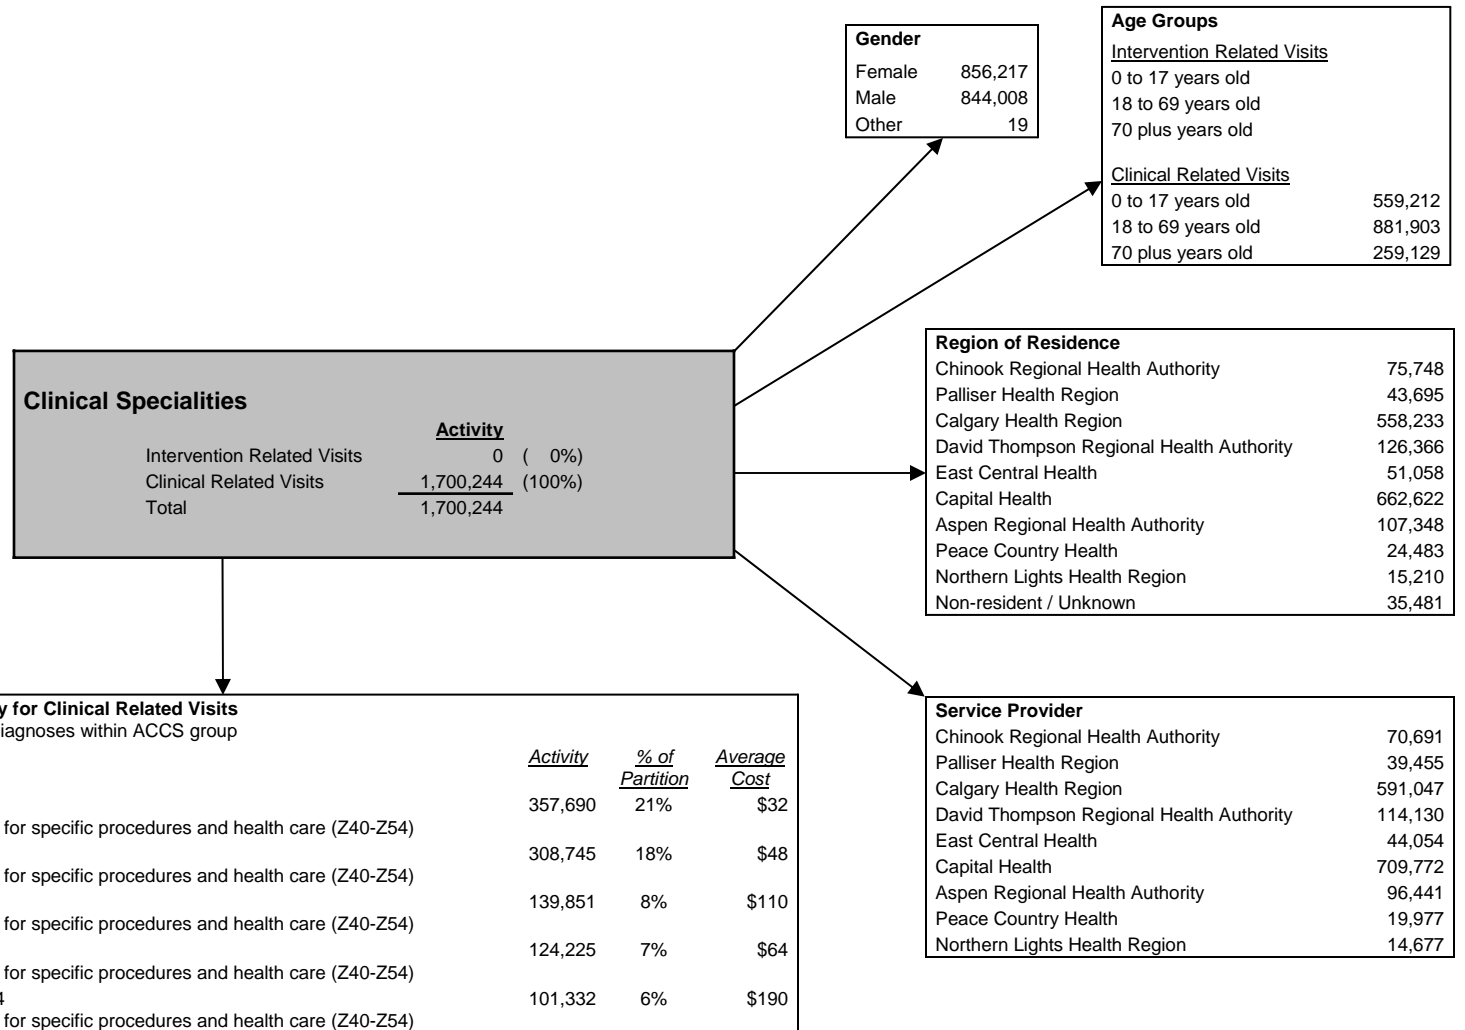 Gender
Female 856,217
Male 844,008
Other 19
Age Groups
Intervention Related Visits
0 to 17 years old
18 to 69 years old
70 plus years old
Clinical Related Visits
0 to 17 years old 559,212
18 to 69 years old 881,903
70 plus years old 259,129
Clinical Specialities
Activity
Intervention Related Visits 0 ( 0%)
Clinical Related Visits 1,700,244 (100%)
Total 1,700,244
Region of Residence
Chinook Regional Health Authority 75,748
Palliser Health Region 43,695
Calgary Health Region 558,233
David Thompson Regional Health Authority 126,366
East Central Health 51,058
Capital Health 662,622
Aspen Regional Health Authority 107,348
Peace Country Health 24,483
Northern Lights Health Region 15,210
Non-resident / Unknown 35,481
for Clinical Related Visits
diagnoses within ACCS group
Activity % of Average
Partition Cost
357,690 21% $32
for specific procedures and health care (Z40-Z54)
308,745 18% $48
for specific procedures and health care (Z40-Z54)
139,851 8% $110
for specific procedures and health care (Z40-Z54)
124,225 7% $64
for specific procedures and health care (Z40-Z54)
101,332 6% $190
for specific procedures and health care (Z40-Z54)
Service Provider
Chinook Regional Health Authority 70,691
Palliser Health Region 39,455
Calgary Health Region 591,047
David Thompson Regional Health Authority 114,130
East Central Health 44,054
Capital Health 709,772
Aspen Regional Health Authority 96,441
Peace Country Health 19,977
Northern Lights Health Region 14,677